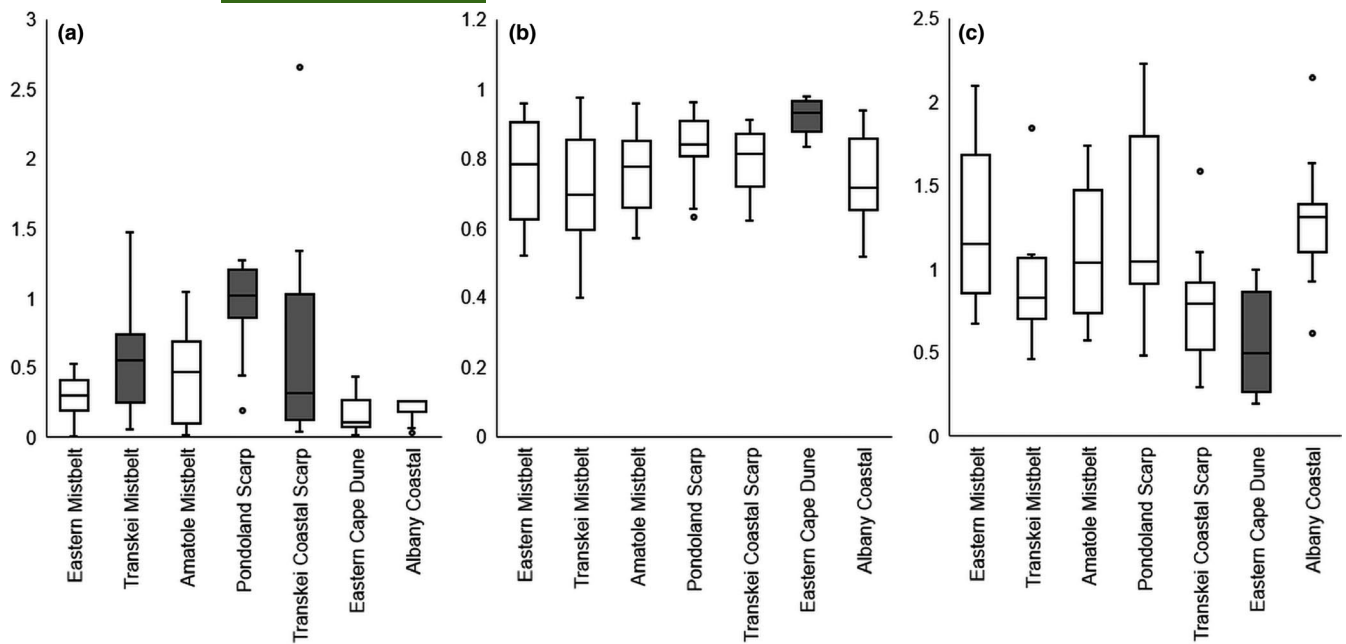 (a)
3
2.5
2
1.5
1
0.5
0
Eastern Mistbelt
Transkei Mistbelt
Amatole Mistbelt
Pondoland Scarp
Transkei Coastal Scarp
Eastern Cape Dune
Albany Coastal
(b)
1.2
1
0.8
0.6
0.4
0.2
0
Eastern Mistbelt
Transkei Mistbelt
Amatole Mistbelt
Pondoland Scarp
Transkei Coastal Scarp
Eastern Cape Dune
Albany Coastal
(c)
2.5
2
1.5
1
0.5
0
Eastern Mistbelt
Transkei Mistbelt
Amatole Mistbelt
Pondoland Scarp
Transkei Coastal Scarp
Eastern Cape Dune
Albany Coastal